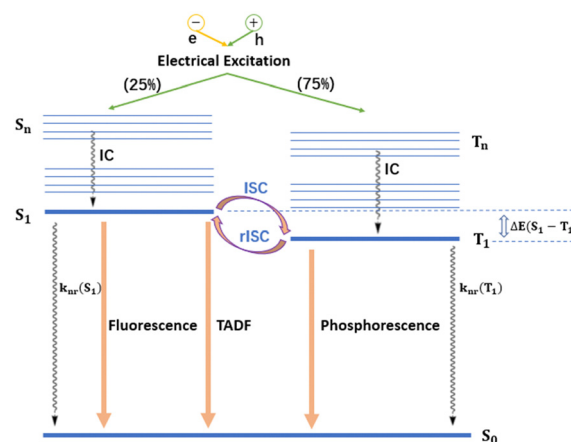 − +
e h
Electrical Excitation
(25%) (75%)
Sₙ Tₙ
IC IC
ISC
S₁
rISC T₁ ΔE(S₁ − T₁
kₙᵣ(S₁) kₙᵣ(T₁)
Fluorescence TADF Phosphorescence
S₀